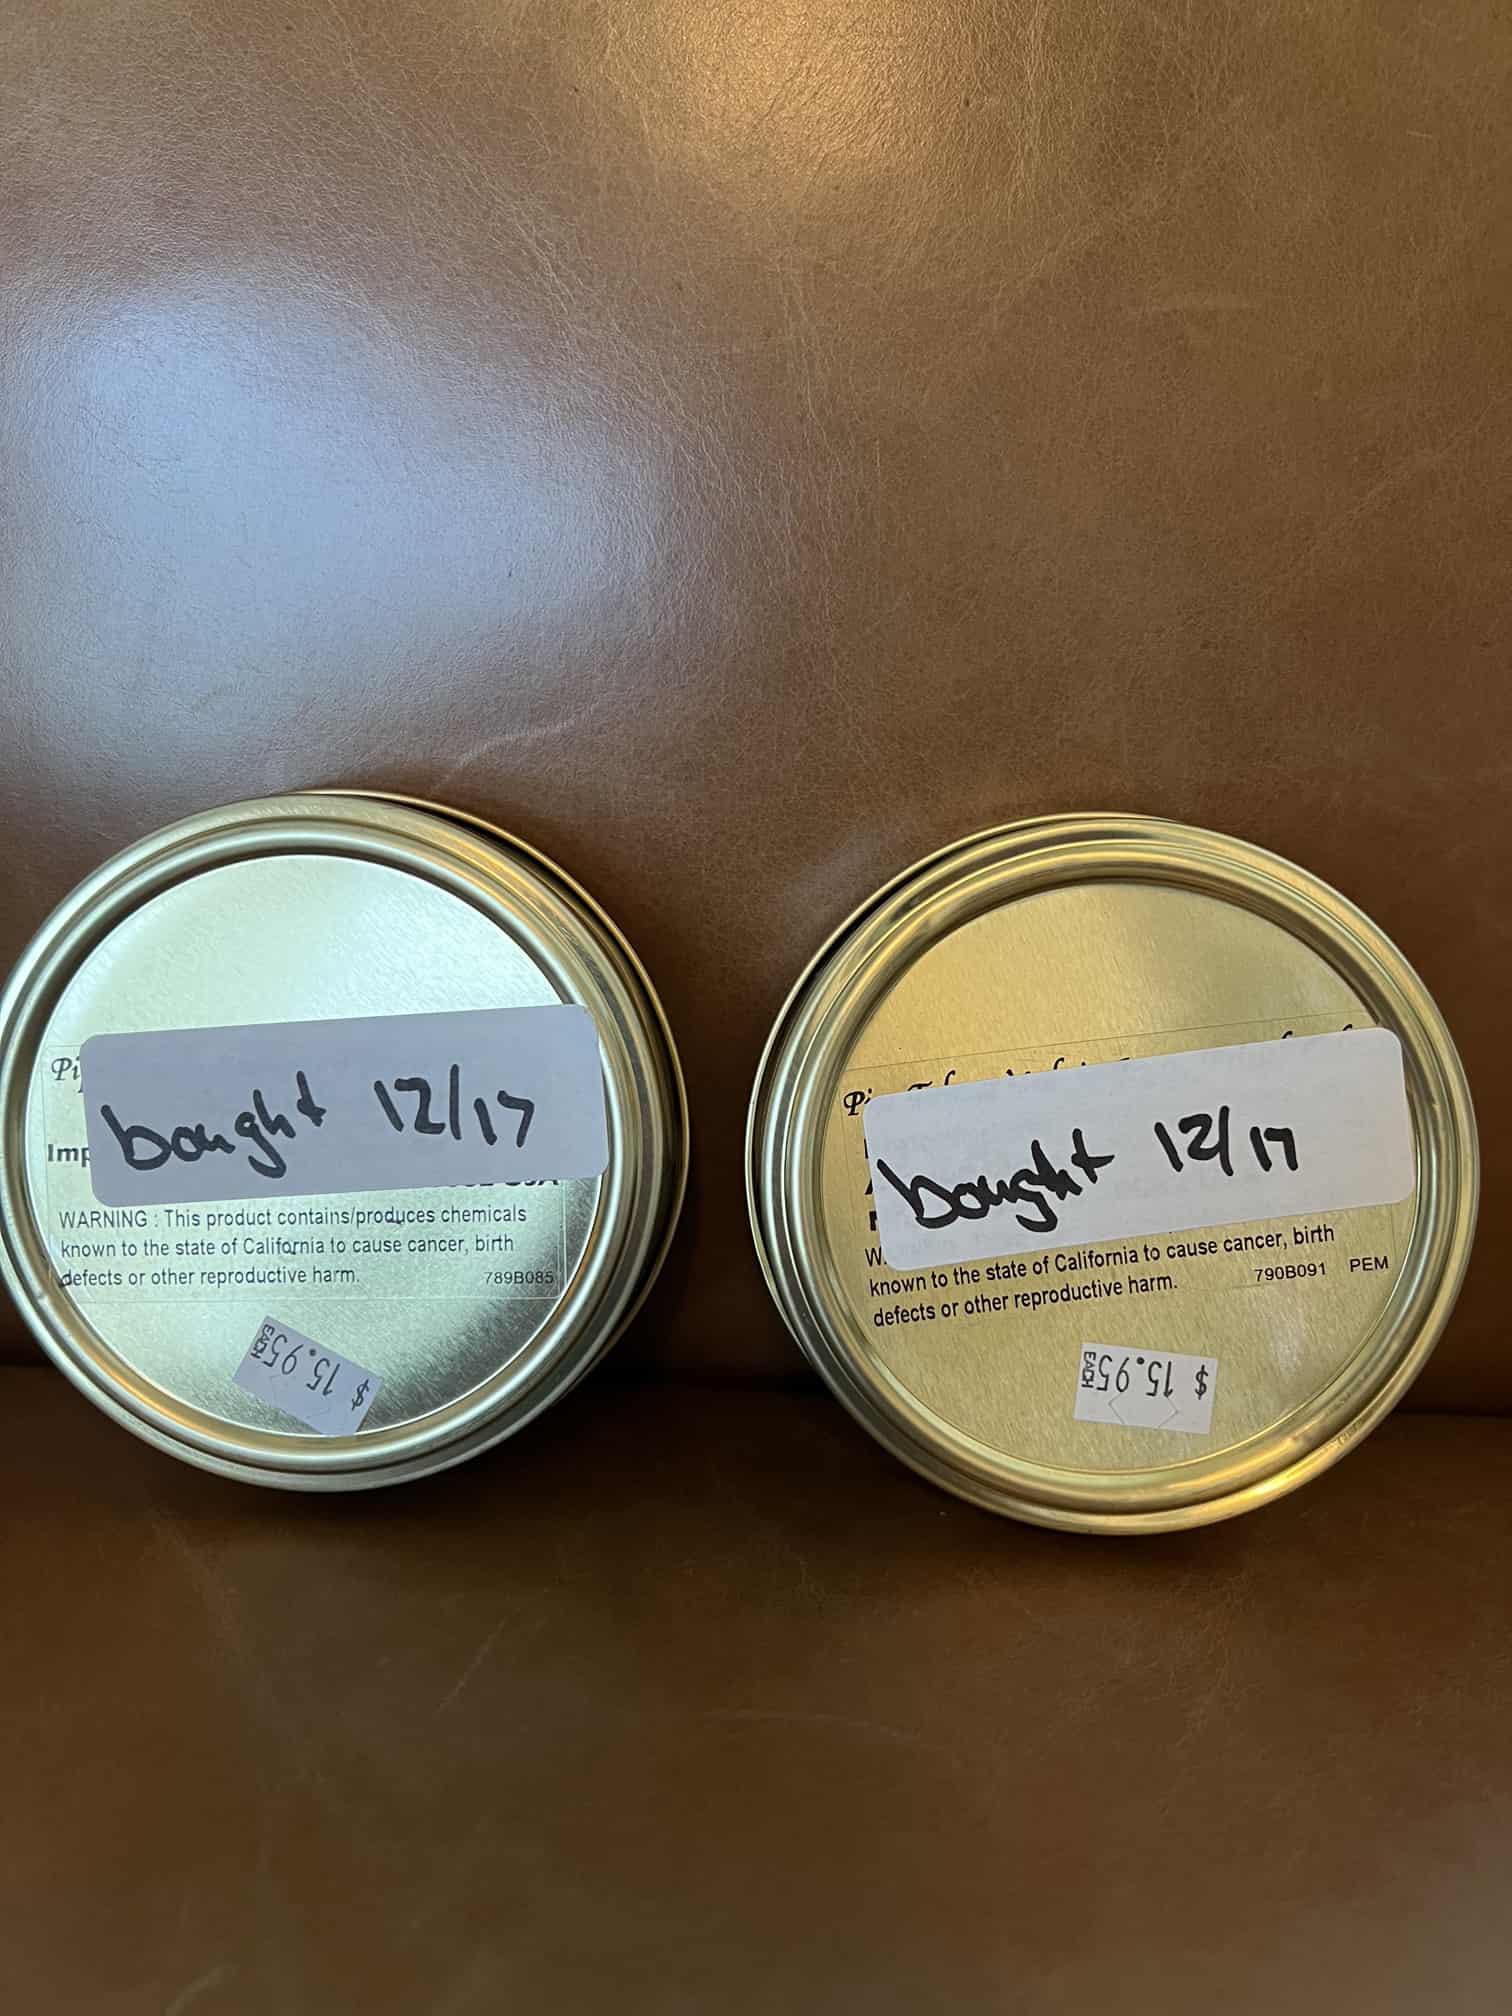 bought 12/17
WARNING : This product contains/produces chemicals
known to the state of California to cause cancer, birth
defects or other reproductive harm. 789B085
$ 15.95 EACH
bought 12/17
known to the state of California to cause cancer, birth
defects or other reproductive harm. 790B091 PEM
$ 15.95 EACH